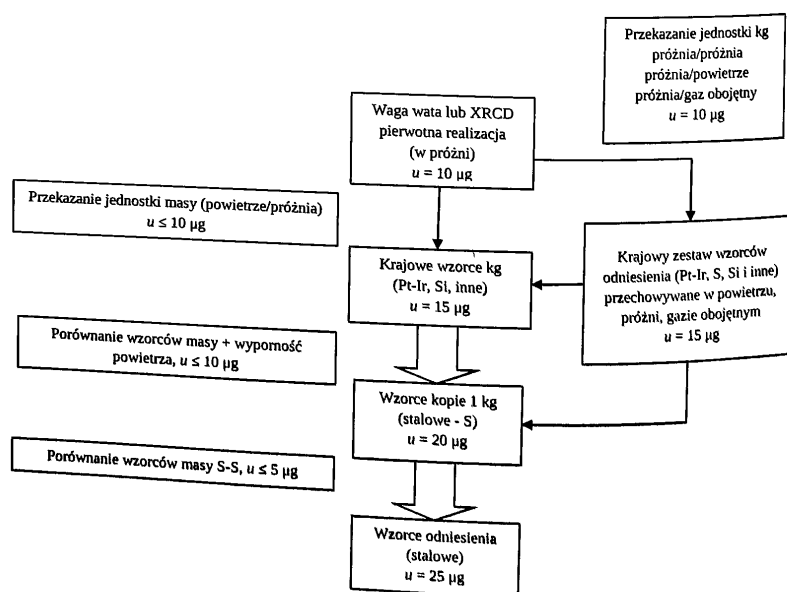 Przekazanie jednostki kg
próżnia/próżnia
próżnia/powietrze
próżnia/gaz obojętny
u = 10 µg
Waga wata lub XRCD
pierwotna realizacja
(w próżni)
u = 10 µg
Przekazanie jednostki masy (powietrze/próżnia)
u ≤ 10 µg
Krajowe wzorce kg
(Pt-Ir, Si, inne)
u = 15 µg
Krajowy zestaw wzorców
odniesienia (Pt-Ir, S, Si i inne)
przechowywane w powietrzu,
próżni, gazie obojętnym
u = 15 µg
Porównanie wzorców masy + wyporność
powietrza, u ≤ 10 µg
Wzorce kopie 1 kg
(stalowe - S)
u = 20 µg
Porównanie wzorców masy S-S, u ≤ 5 µg
Wzorce odniesienia
(stalowe)
u = 25 µg